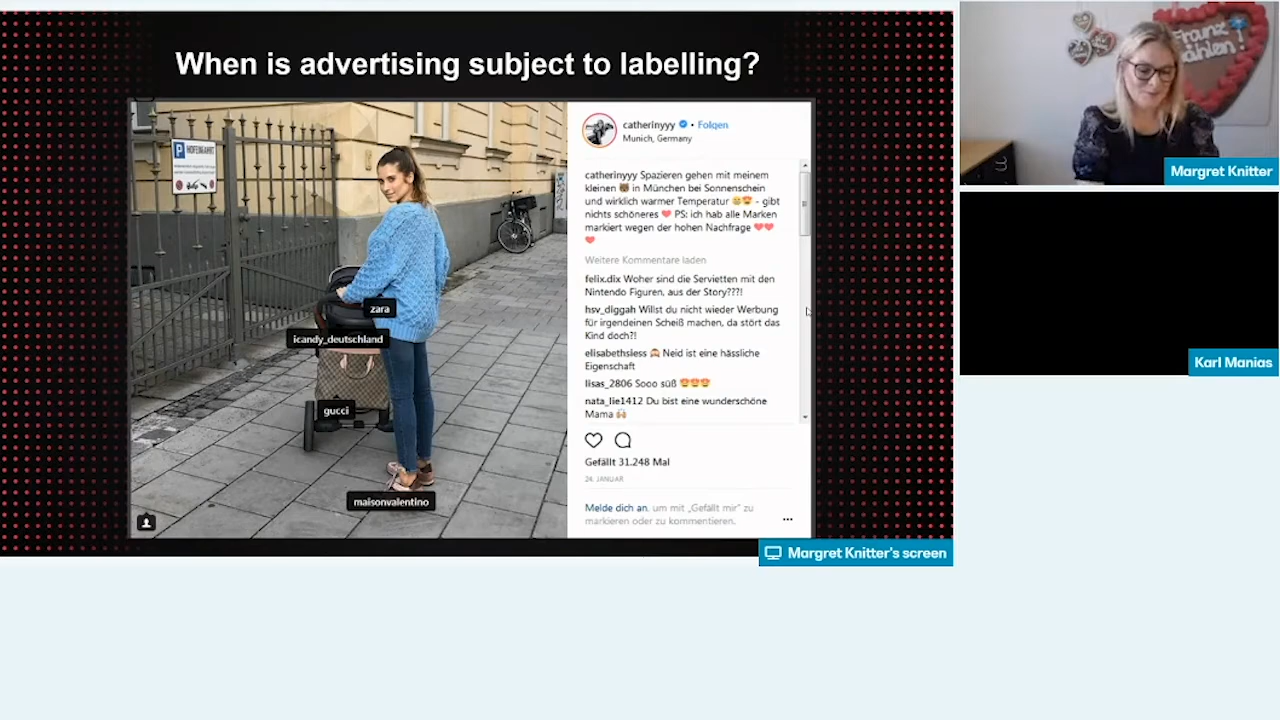 When is advertising subject to labelling?
P HOFEINFAHRT
zara
icandy_deutschland
gucci
maisonvalentino
catherinyyy • Folgen
Munich, Germany
catherinyyy Spazieren gehen mit meinem
kleinen 🐻 in München bei Sonnenschein
und wirklich warmer Temperatur 😄😍 - gibt
nichts schöneres ❤️ PS: ich hab alle Marken
markiert wegen der hohen Nachfrage ❤️❤️
❤️
Weitere Kommentare laden
felix.dlx Woher sind die Servietten mit den
Nintendo Figuren, aus der Story???!
hsv_diggah Willst du nicht wieder Werbung
für irgendeinen Scheiß machen, da stört das
Kind doch?!
elisabethsless 🙈 Neid ist eine hässliche
Eigenschaft
lisas_2806 Sooo süß 😍😍😍
nata_lie1412 Du bist eine wunderschöne
Mama 🙌🏼
Gefällt 31.248 Mal
24. JANUAR
Melde dich an, um mit „Gefällt mir“ zu
markieren oder zu kommentieren.
Margret Knitter's screen
Margret Knitter
Karl Manias